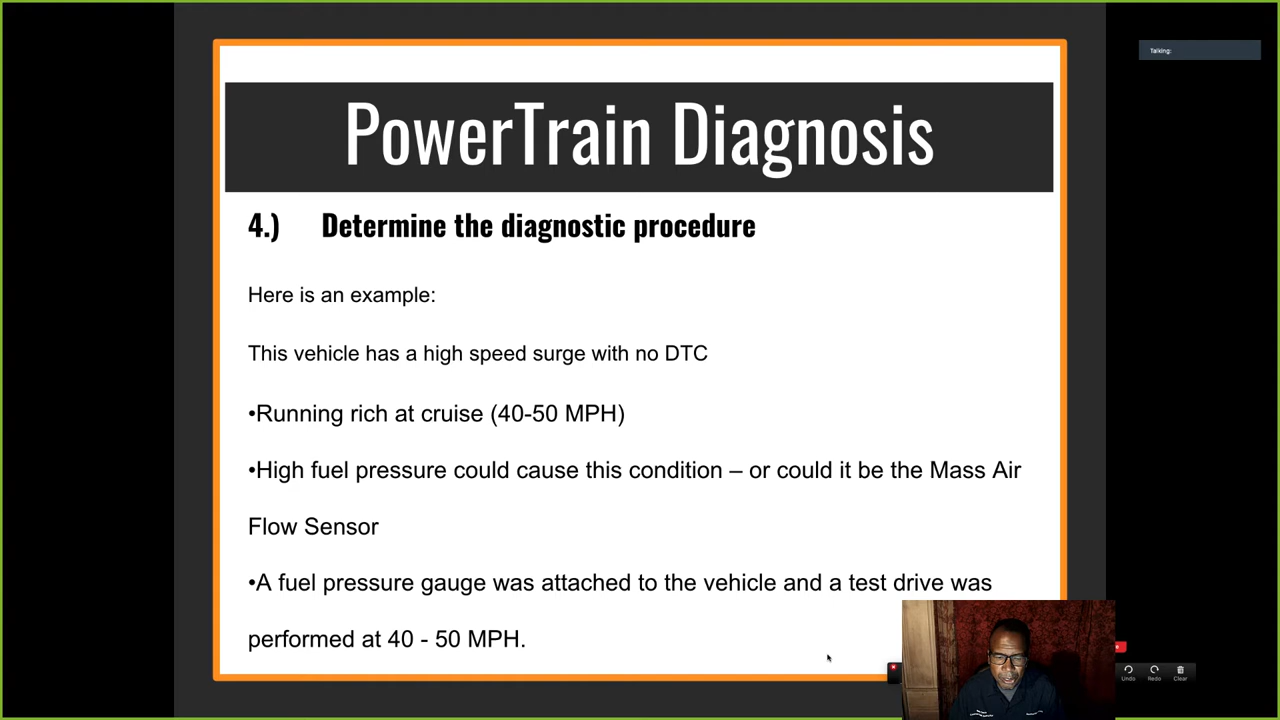 Talking:
PowerTrain Diagnosis
4.) Determine the diagnostic procedure
Here is an example:
This vehicle has a high speed surge with no DTC
•Running rich at cruise (40-50 MPH)
•High fuel pressure could cause this condition – or could it be the Mass Air
Flow Sensor
•A fuel pressure gauge was attached to the vehicle and a test drive was
performed at 40 - 50 MPH.
Undo Redo Clear